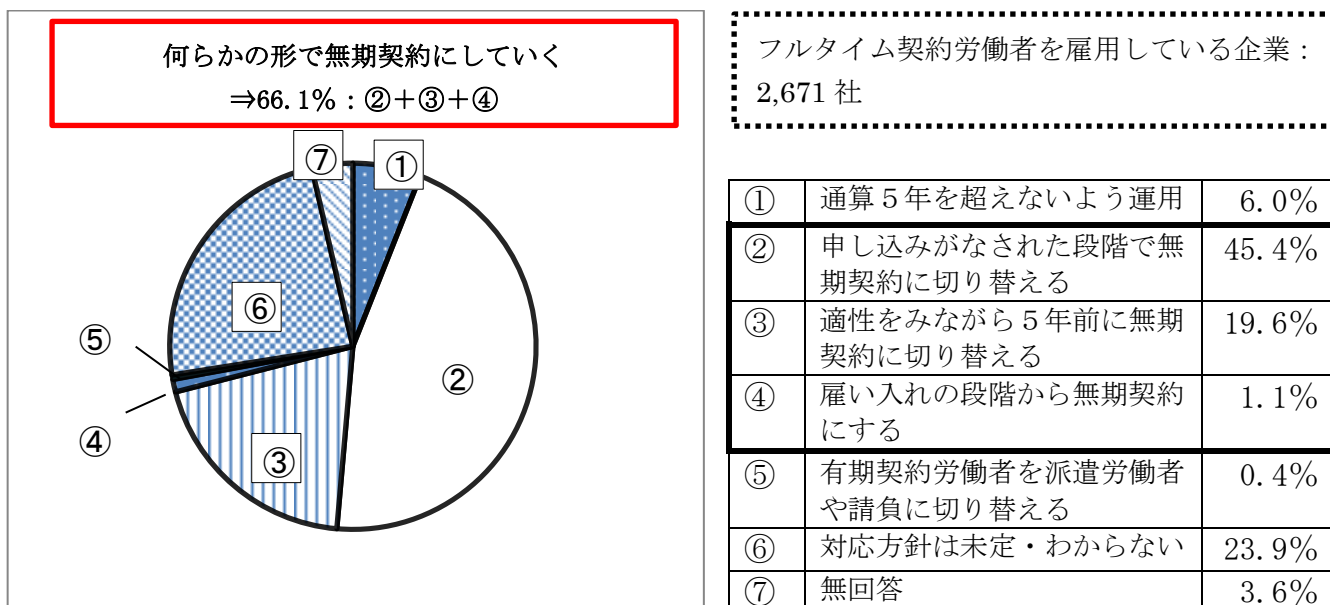 何らかの形で無期契約にしていく
⇒66.1%：②＋③＋④
⑦
①
⑥
⑤
②
④
③
フルタイム契約労働者を雇用している企業：
2,671 社
① 通算５年を超えないよう運用 6.0%
② 申し込みがなされた段階で無 45.4%
期契約に切り替える
③ 適性をみながら５年前に無期 19.6%
契約に切り替える
④ 雇い入れの段階から無期契約 1.1%
にする
⑤ 有期契約労働者を派遣労働者 0.4%
や請負に切り替える
⑥ 対応方針は未定・わからない 23.9%
⑦ 無回答 3.6%